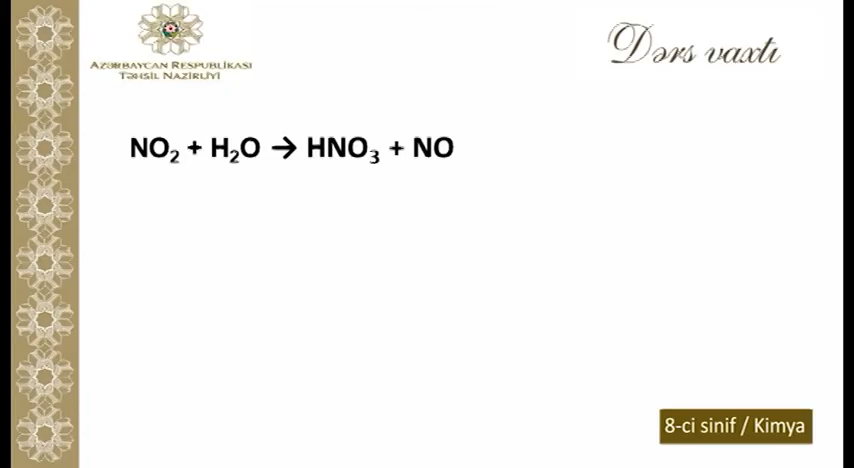 AZƏRBAYCAN RESPUBLİKASI
TƏHSİL NAZİRLİYİ
Dərs vaxtı
NO₂ + H₂O → HNO₃ + NO
8-ci sinif / Kimya